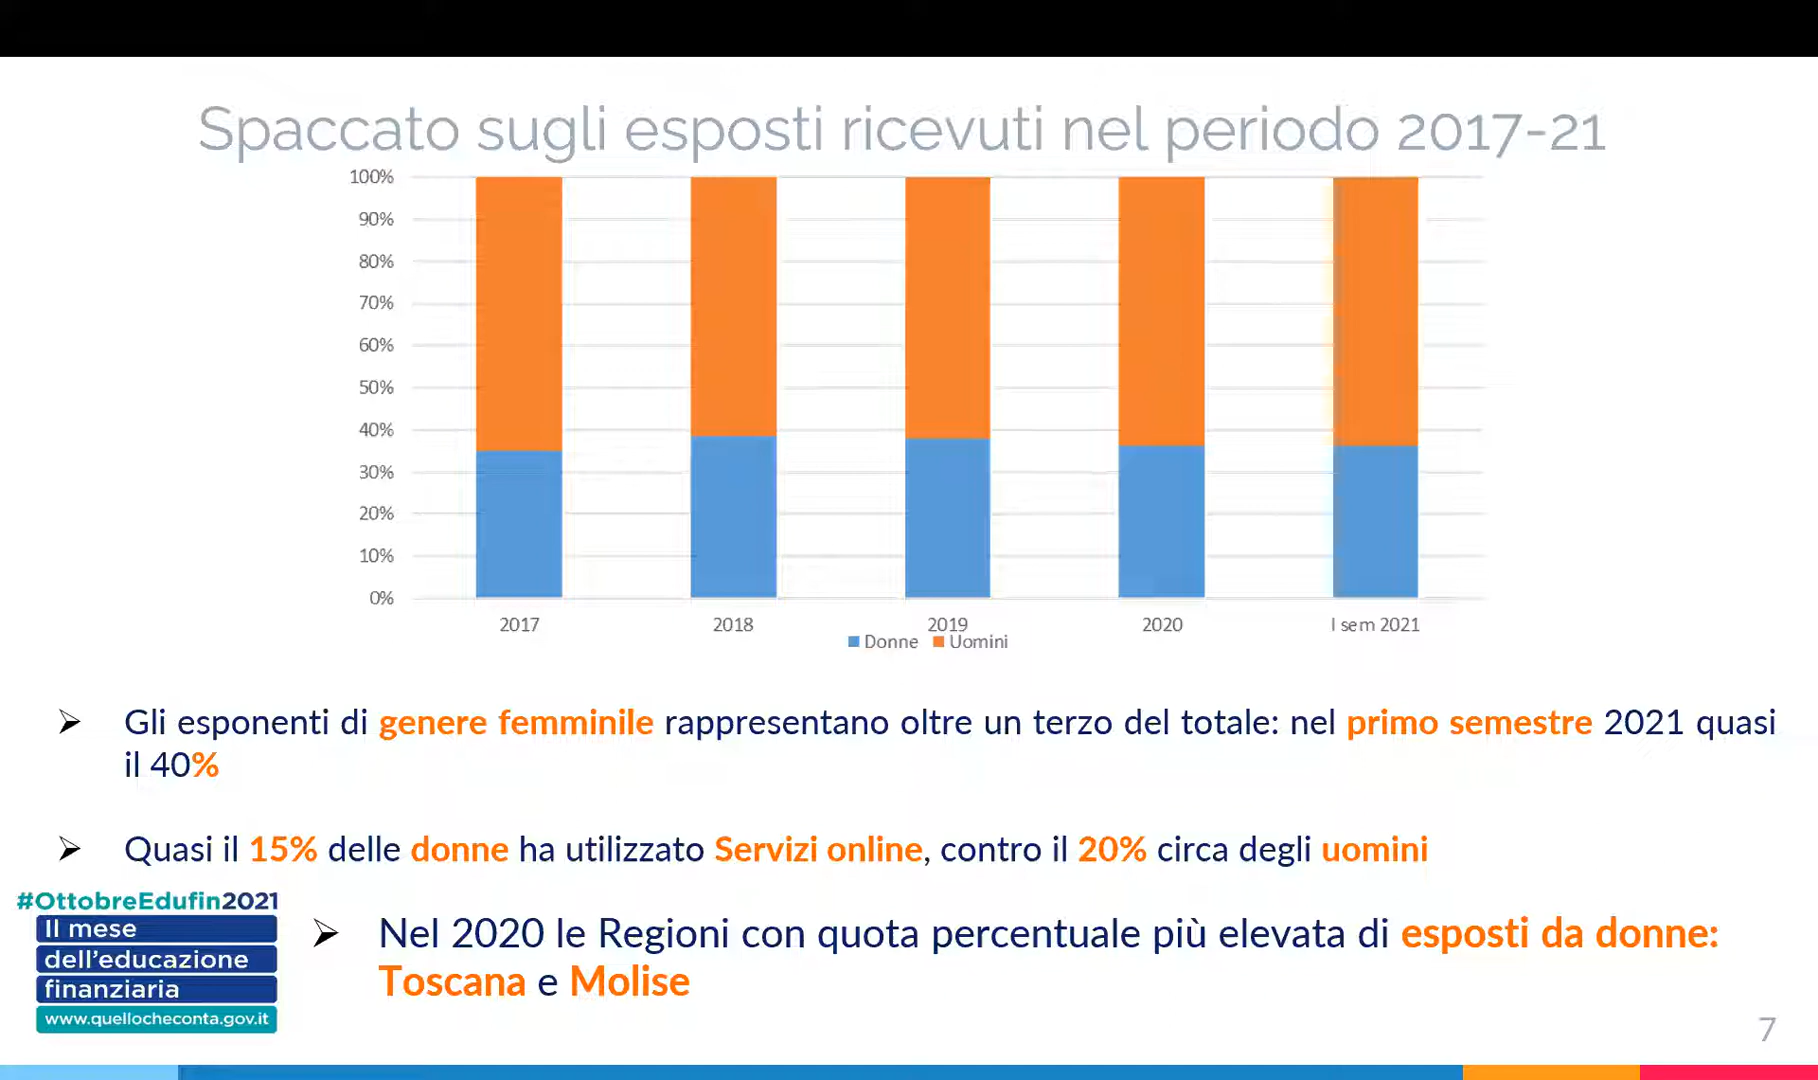 Spaccato sugli esposti ricevuti nel periodo 2017-21
100%
90%
80%
70%
60%
50%
40%
30%
20%
10%
0%
2017 2018 2019 2020 I sem 2021
Donne Uomini
Gli esponenti di genere femminile rappresentano oltre un terzo del totale: nel primo semestre 2021 quasi
il 40%
Quasi il 15% delle donne ha utilizzato Servizi online, contro il 20% circa degli uomini
#OttobreEdufin2021
Il mese
dell'educazione
finanziaria
www.quellocheconta.gov.it
Nel 2020 le Regioni con quota percentuale più elevata di esposti da donne:
Toscana e Molise
7